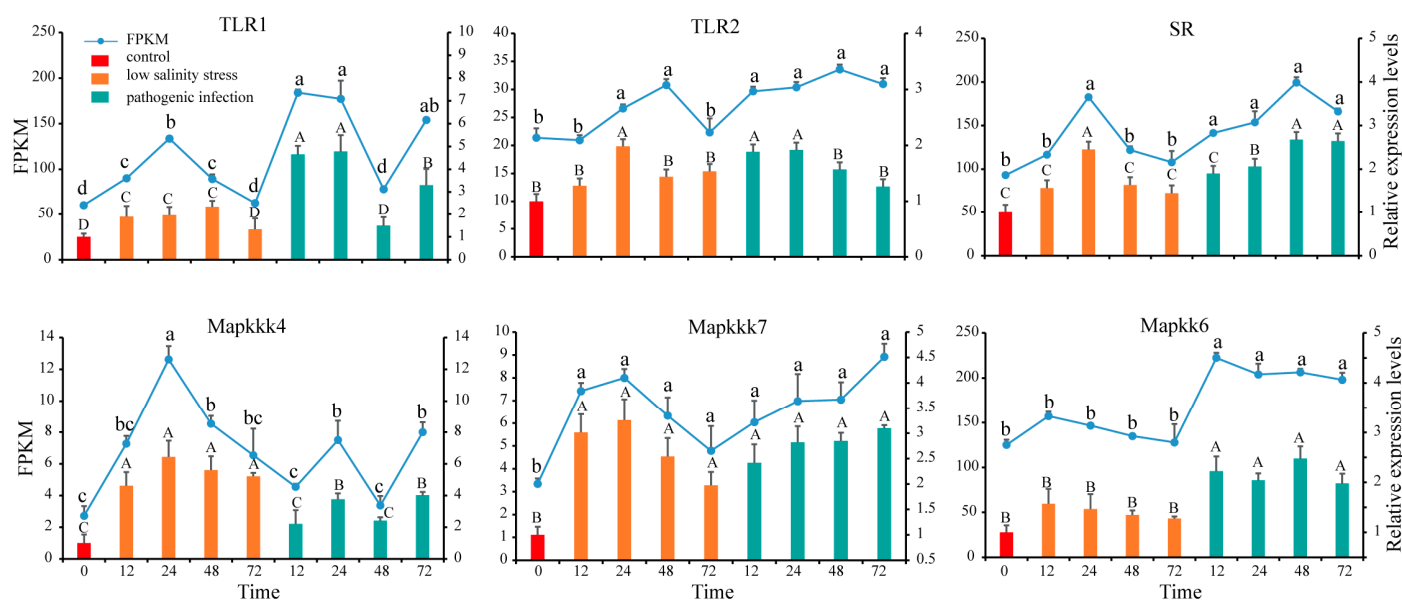 TLR1
TLR2
SR
FPKM
control
low salinity stress
pathogenic infection
250 200 150 100 50 0
FPKM
10 9 8 7 6 5 4 3 2 1 0
d c b c d a a d ab
D C C C D A A C B
40 35 30 25 20 15 10 5 0
4 3 2 1 0
b b a a b a a a a
B B A B B A A B B
250 200 150 100 50 0
5 4 3 2 1 0
Relative expression levels
b b a b b a a a a
C C A C C C B A A
Mapkkk4
Mapkkk7
Mapkk6
14 12 10 8 6 4 2 0
FPKM
14 12 10 8 6 4 2 0
c bc a b bc c b c b
C A A A A C B C B
0 12 24 48 72 12 24 48 72
10 9 8 7 6 5 4 3 2 1 0
5 4.5 4 3.5 3 2.5 2 1.5 1 0.5
b a a a a a a a a
B A A A A A A A A
0 12 24 48 72 12 24 48 72
250 200 150 100 50 0
5 4 3 2 1
Relative expression levels
b b b b b a a a a
B B B B B A A A A
0 12 24 48 72 12 24 48 72
Time
Time
Time